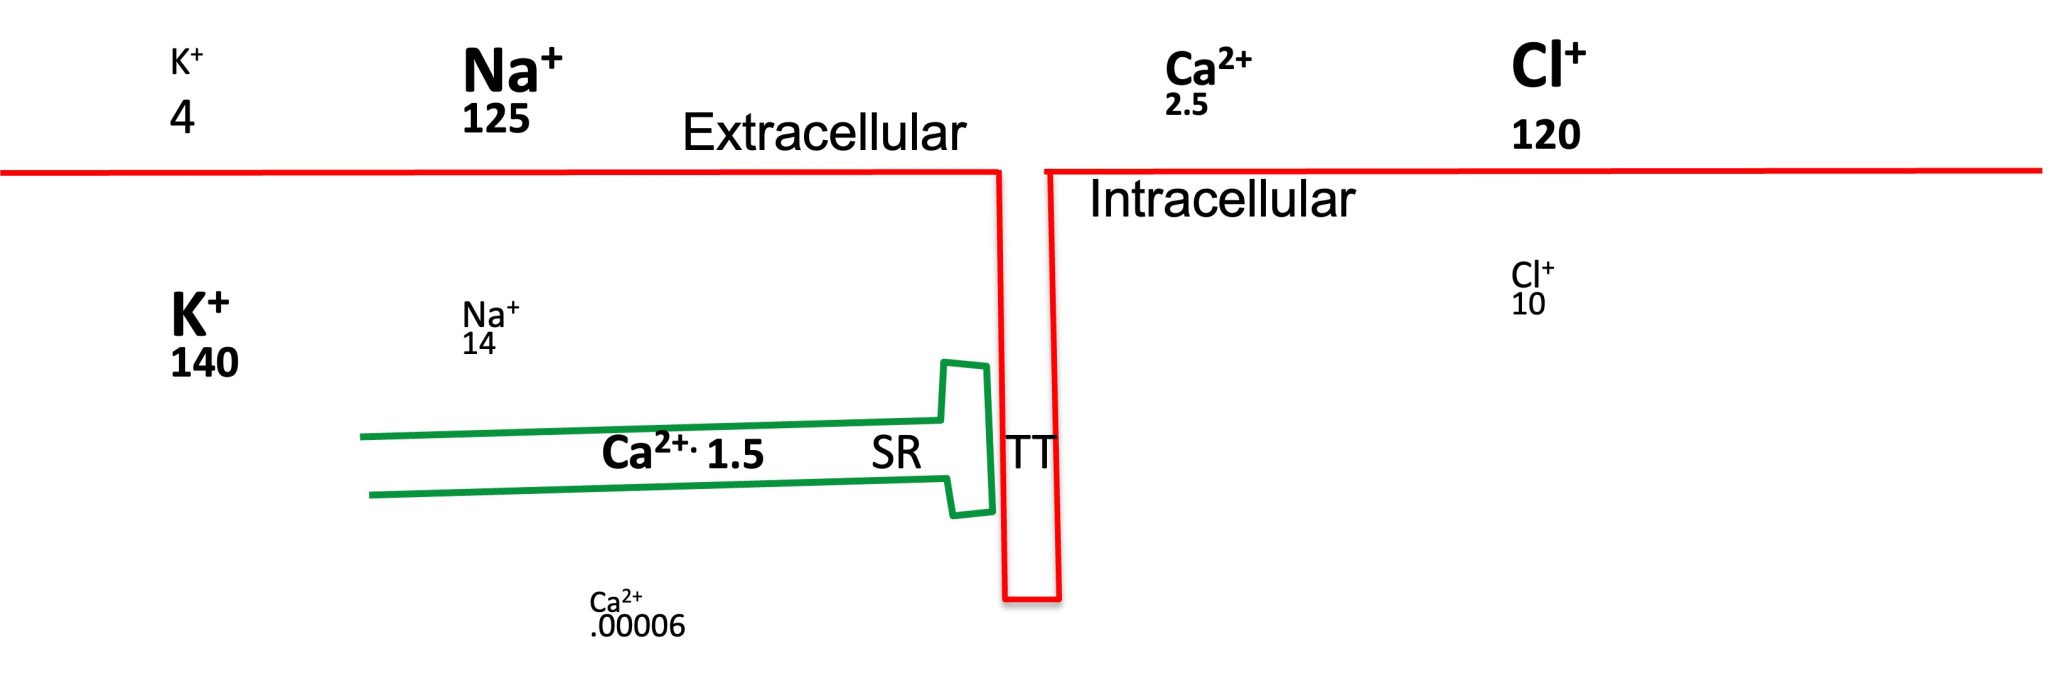 K⁺
4
Na⁺
125
Extracellular
Ca²⁺
2.5
Cl⁺
120
Intracellular
K⁺
140
Na⁺
14
Cl⁺
10
Ca²⁺· 1.5
SR
TT
Ca²⁺
.00006